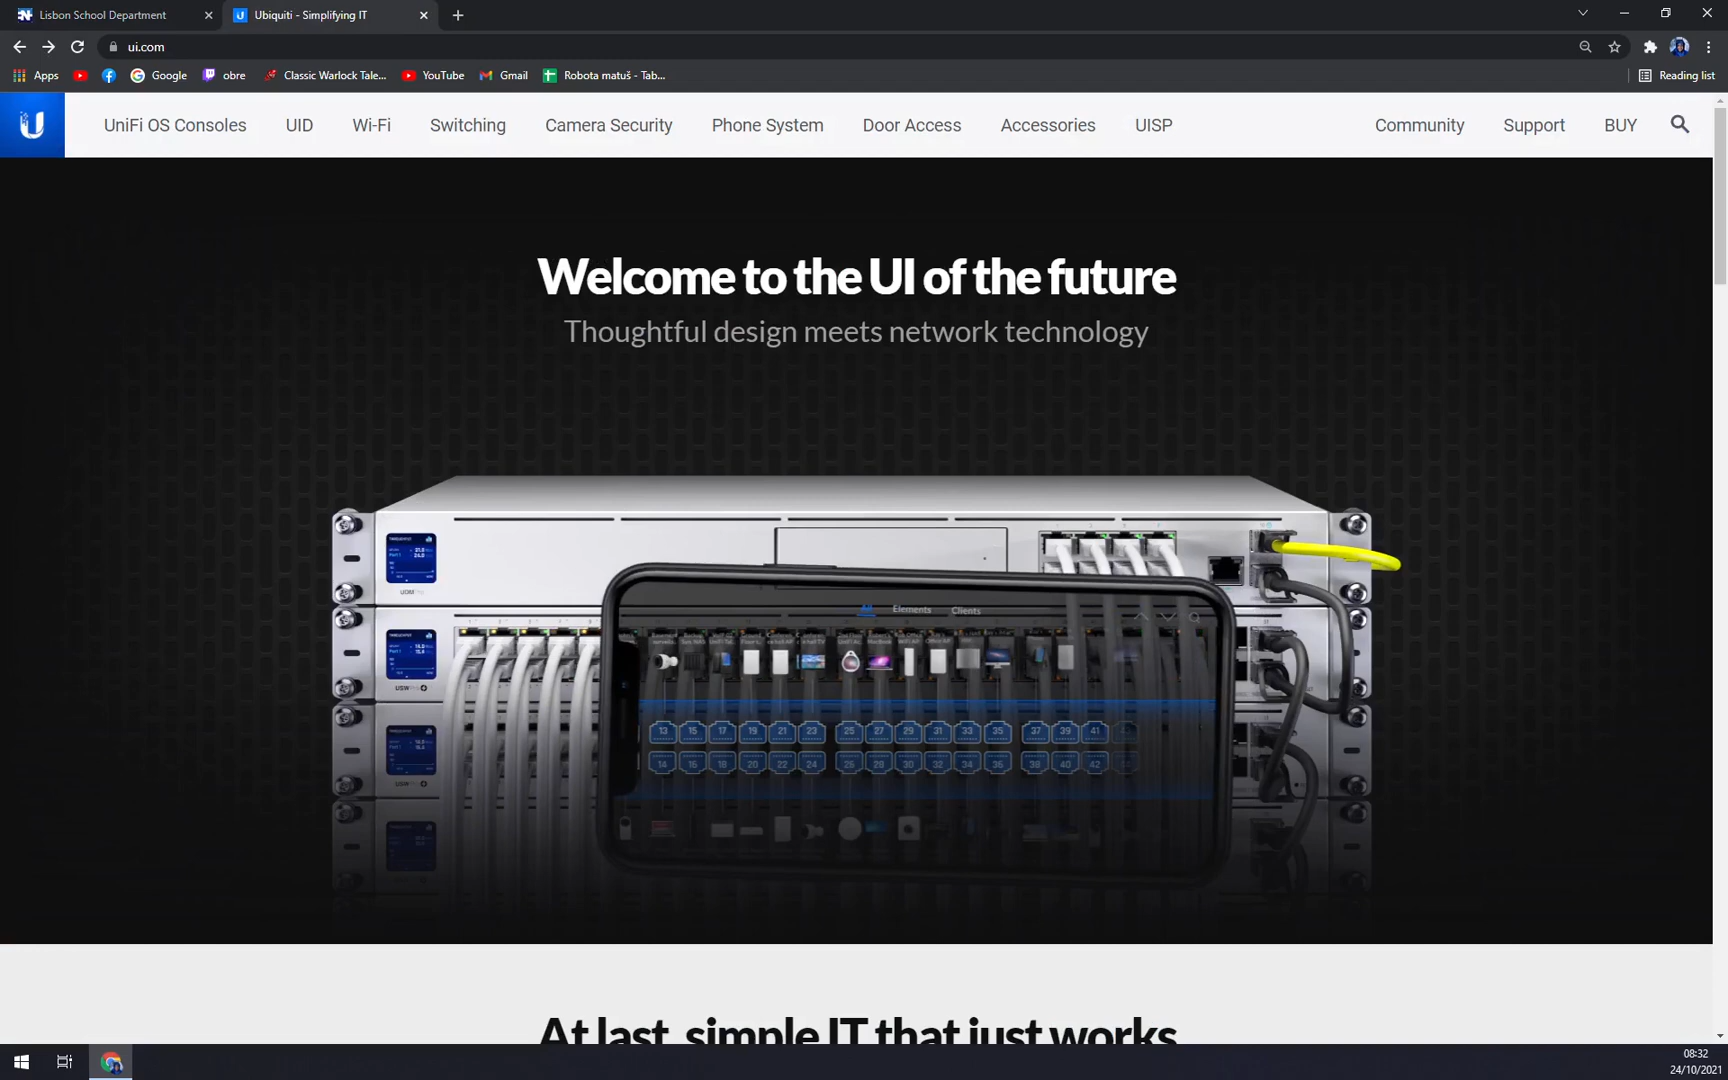 Lisbon School Department
Ubiquiti - Simplifying IT
ui.com
Apps
Google
obre
Classic Warlock Tale...
YouTube
Gmail
Robota matuš - Tab...
Reading list
UniFi OS Consoles
UID
Wi-Fi
Switching
Camera Security
Phone System
Door Access
Accessories
UISP
Community
Support
BUY
Welcome to the UI of the future
Thoughtful design meets network technology
All
Elements
Clients
13 15 17 19 21 23 25 27 29 31 33 35 37 39 41
14 16 18 20 22 24 26 28 30 32 34 36 38 40 42 44
At last, simple IT that just works
08:32
24/10/2021